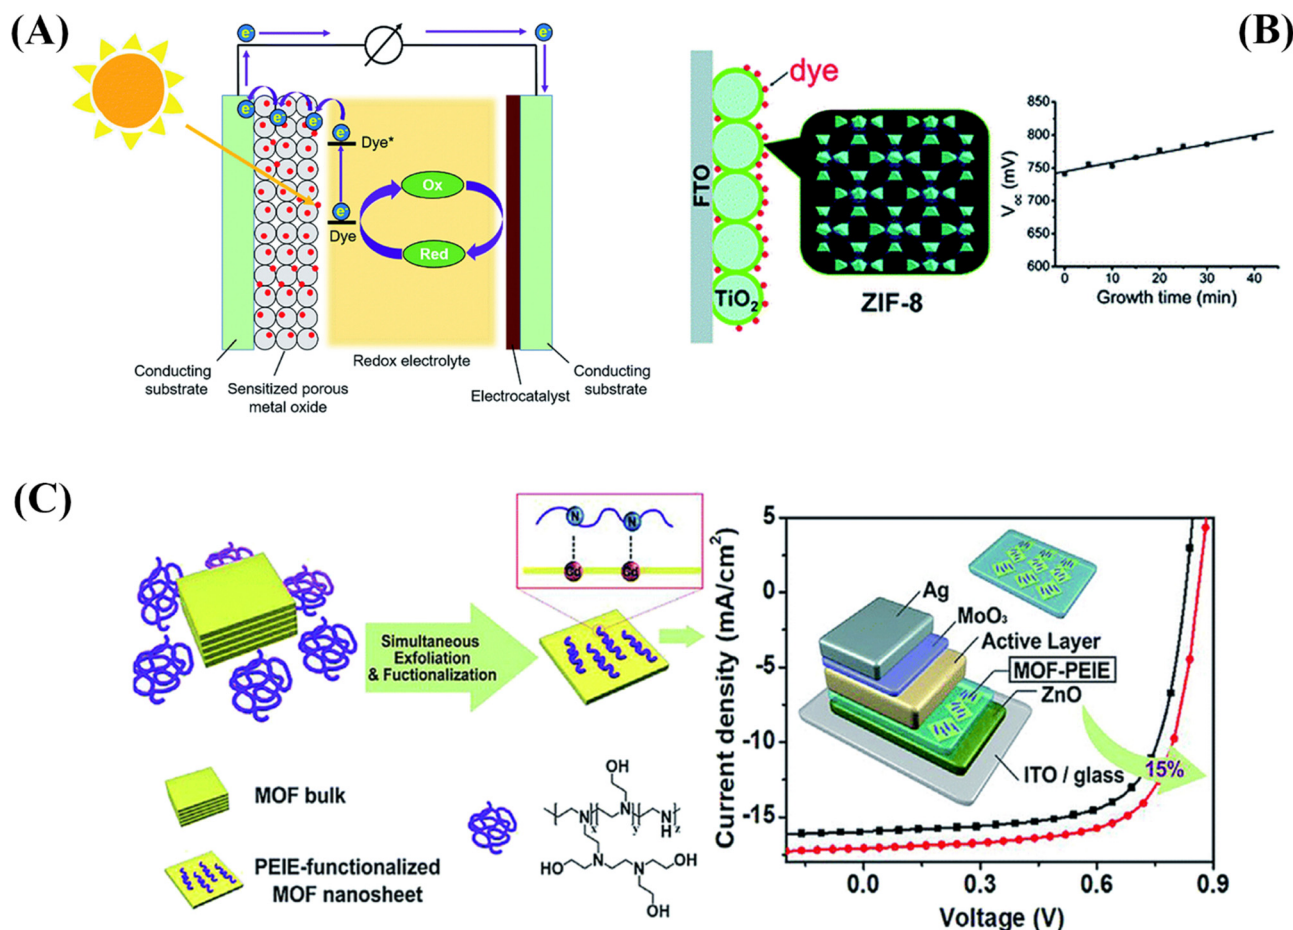 (A)
e⁻
e⁻
e⁻
e⁻
e⁻
e⁻
Dye*
e⁻
Dye
Ox
Red
Conducting
substrate
Sensitized porous
metal oxide
Redox electrolyte
Electrocatalyst
Conducting
substrate
(B)
FTO
dye
TiO₂
ZIF-8
V_oc (mV)
850
800
750
700
650
600
0
10
20
30
40
Growth time (min)
(C)
N
N
Cd
Cd
Simultaneous
Exfoliation
& Fuctionalization
MOF bulk
PEIE-functionalized
MOF nanosheet
OH
N
N
N
H
x
y
z
N
N
HO
OH
OH
Current density (mA/cm²)
5
0
-5
-10
-15
0.0
0.3
0.6
0.9
Voltage (V)
Ag
MoO₃
Active Layer
MOF-PEIE
ZnO
ITO / glass
15%